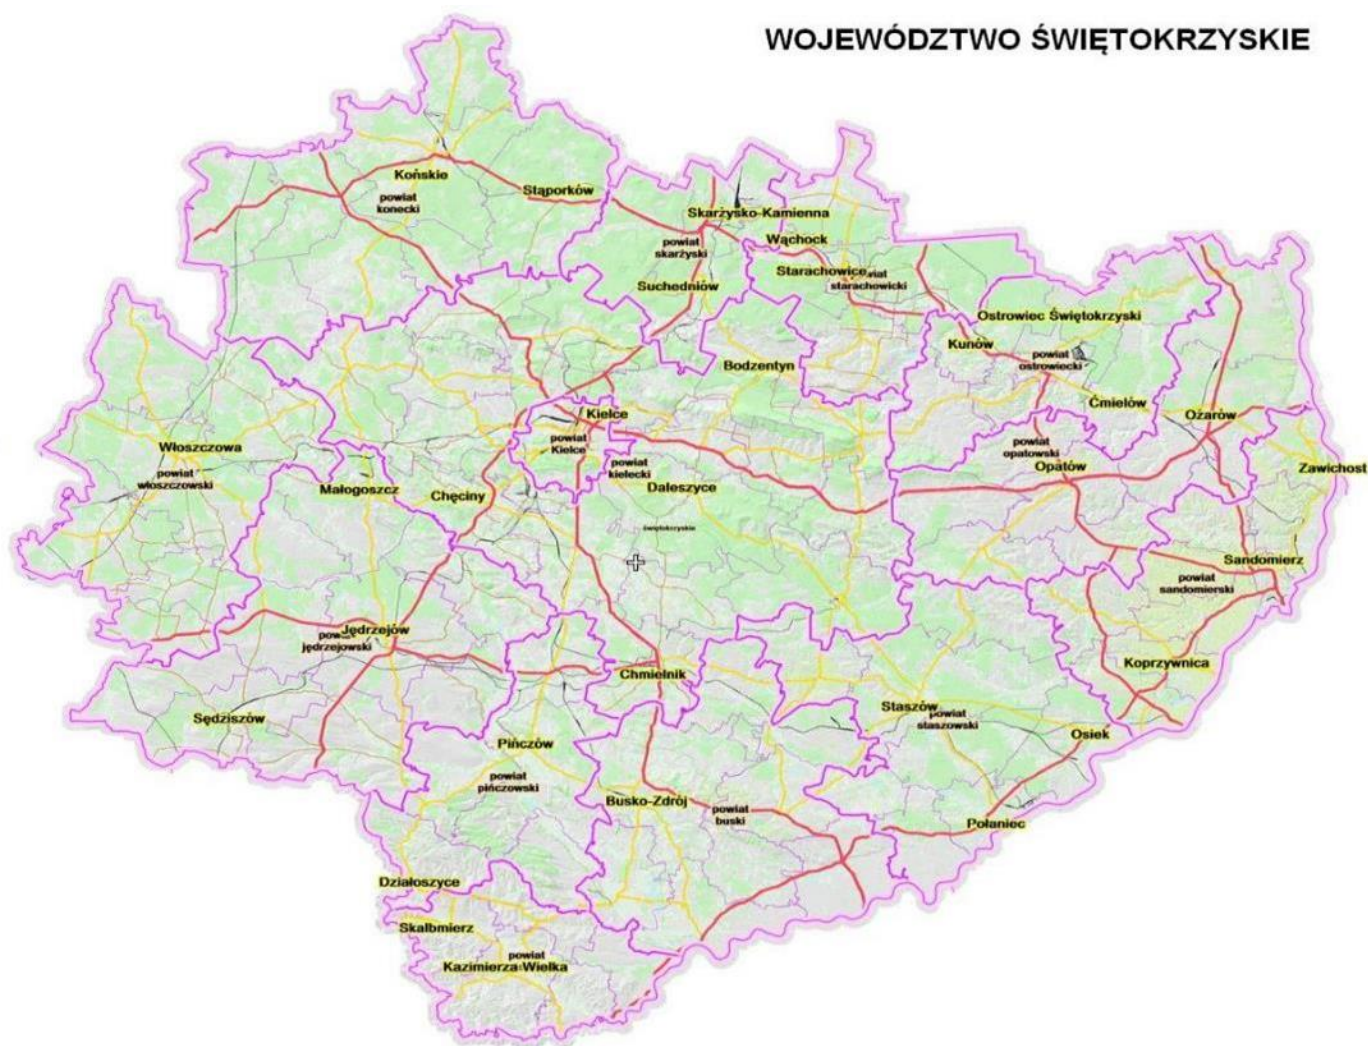 WOJEWÓDZTWO ŚWIĘTOKRZYSKIE
Końskie
powiat
konecki
Stąporków
Skarżysko-Kamienna
powiat
skarżyski
Wąchock
Starachowice
starachowicki
Suchedniów
Ostrowiec Świętokrzyski
Kunów
powiat
ostrowiecki
Bodzentyn
Ćmielów
Ożarów
Kielce
powiat
Kielce
powiat
kielecki
Włoszczowa
powiat
włoszczowski
Małogoszcz
Chęciny
Daleszyce
świętokrzyskie
powiat
opatowski
Opatów
Zawichost
Sandomierz
powiat
sandomierski
Jędrzejów
jędrzejowski
Chmielnik
Koprzywnica
Sędziszów
Staszów
powiat
staszowski
Osiek
Pińczów
powiat
pińczowski
Busko-Zdrój
powiat
buski
Połaniec
Działoszyce
Skalbmierz
powiat
Kazimierza Wielka